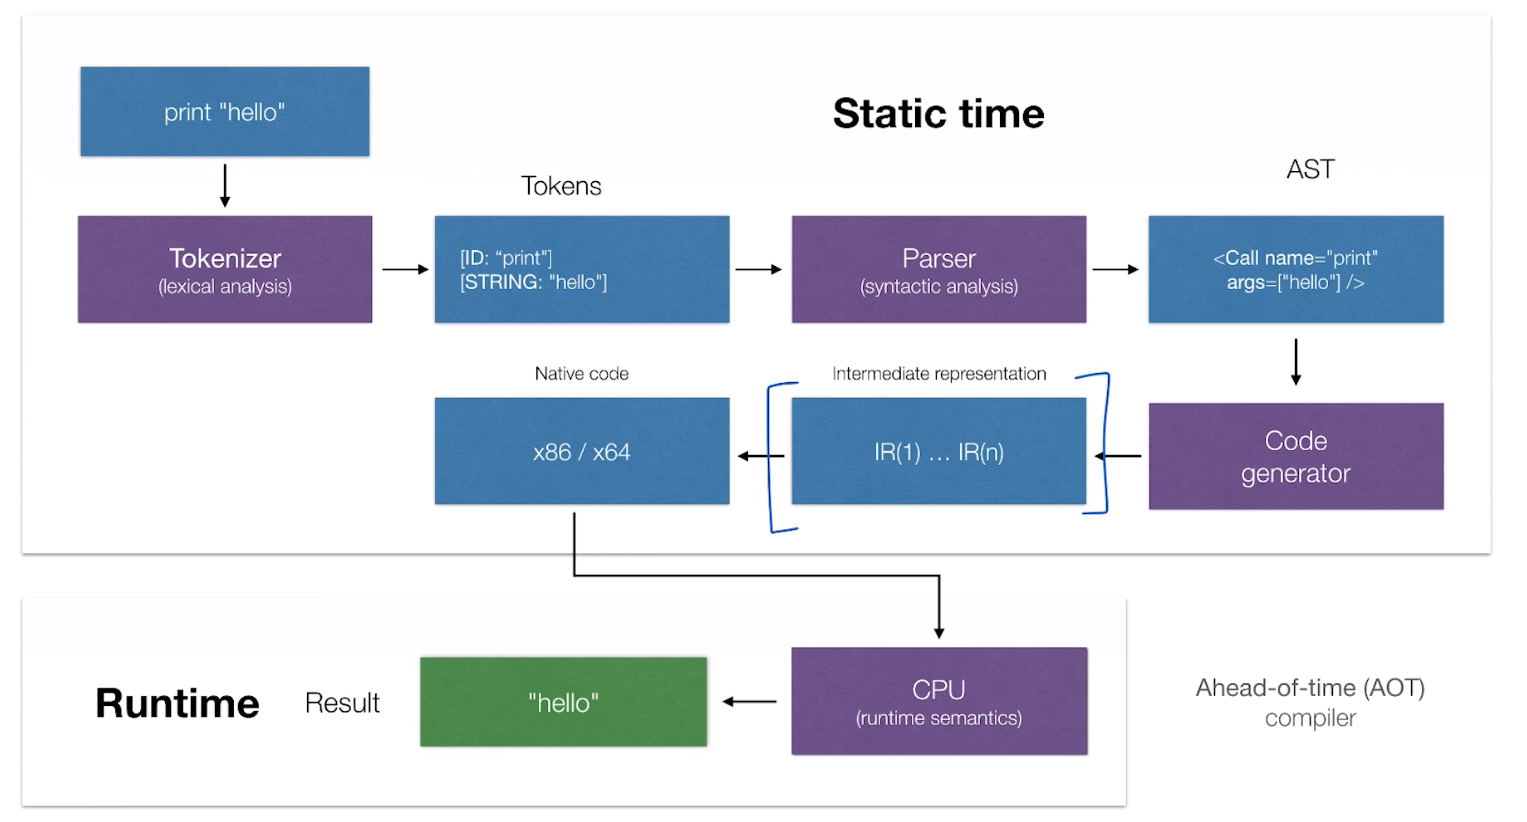 print "hello"
Static time
Tokens
AST
Tokenizer
(lexical analysis)
[ID: “print"]
[STRING: "hello"]
Parser
(syntactic analysis)
<Call name="print"
args=["hello"] />
Native code
Intermediate representation
x86 / x64
IR(1) … IR(n)
Code
generator
Runtime
Result
"hello"
CPU
(runtime semantics)
Ahead-of-time (AOT)
compiler